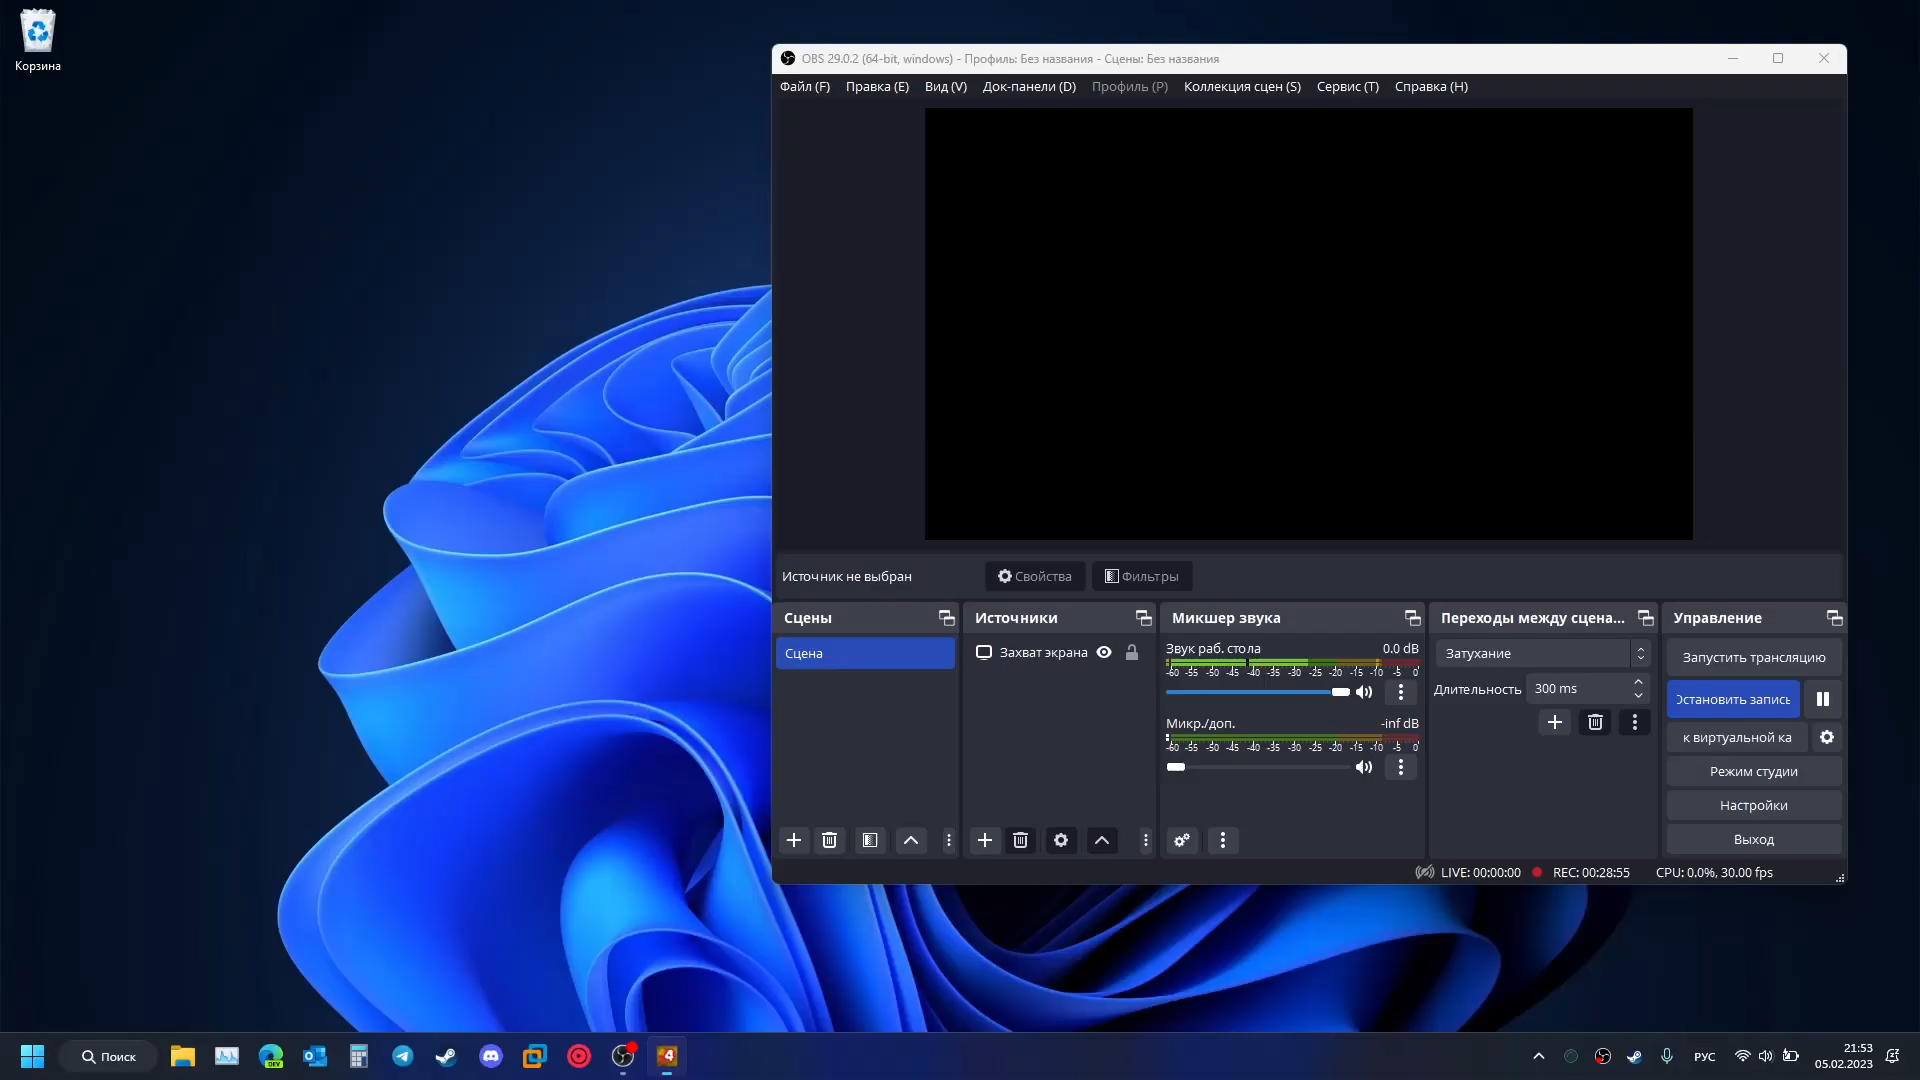 Корзина
OBS 29.0.2 (64-bit, windows) - Профиль: Без названия - Сцены: Без названия
Файл (F) Правка (E) Вид (V) Док-панели (D) Профиль (P) Коллекция сцен (S) Сервис (T) Справка (H)
Источник не выбран Свойства Фильтры
Сцены
Сцена
Источники
Захват экрана
Микшер звука
Звук раб. стола 0.0 dB
-60 -55 -50 -45 -40 -35 -30 -25 -20 -15 -10 -5 0
Микр./доп. -inf dB
-60 -55 -50 -45 -40 -35 -30 -25 -20 -15 -10 -5 0
Переходы между сцена...
Затухание
Длительность 300 ms
Управление
Запустить трансляцию
Остановить запись
к виртуальной ка
Режим студии
Настройки
Выход
LIVE: 00:00:00 REC: 00:28:55 CPU: 0.0%, 30.00 fps
Поиск
DEV
4
РУС
21:53
05.02.2023